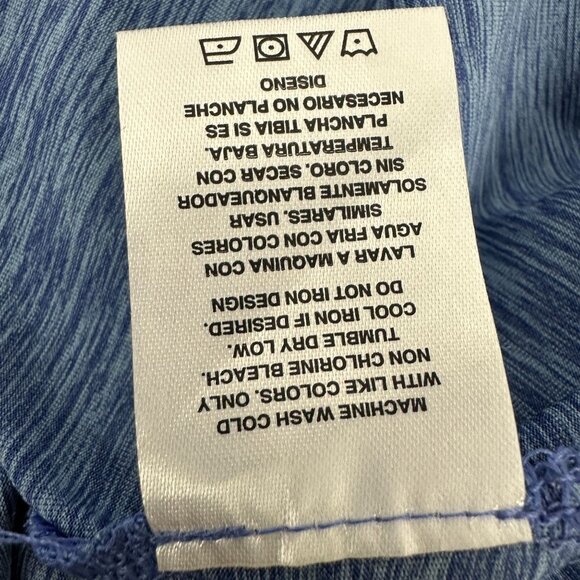 MACHINE WASH COLD
WITH LIKE COLORS. ONLY
NON CHLORINE BLEACH.
TUMBLE DRY LOW.
COOL IRON IF DESIRED.
DO NOT IRON DESIGN
LAVAR A MAQUINA CON
AGUA FRIA CON COLORES
SIMILARES. USAR
SOLAMENTE BLANQUEADOR
SIN CLORO. SECAR CON
TEMPERATURA BAJA.
PLANCHA TIBIA SI ES
NECESARIO NO PLANCHE
DISENO